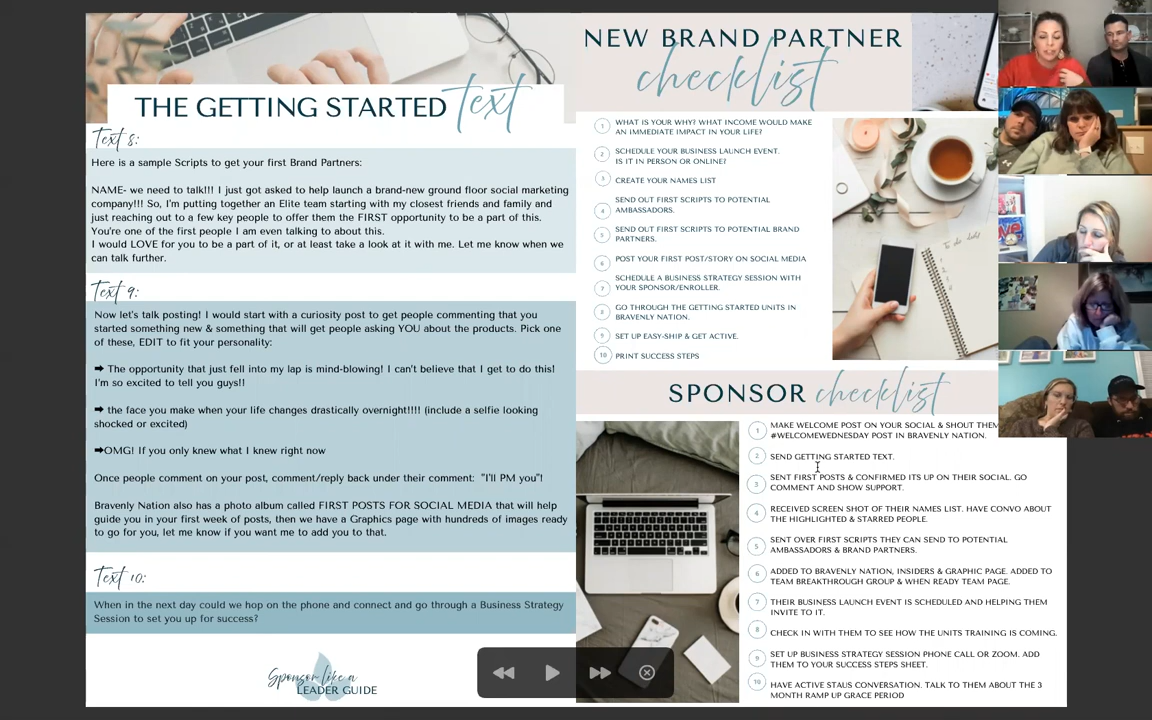 THE GETTING STARTED text
Text 8:
Here is a sample Scripts to get your first Brand Partners:
NAME- we need to talk!!! I just got asked to help launch a brand-new ground floor social marketing
company!!! So, I'm putting together an Elite team starting with my closest friends and family and
just reaching out to a few key people to offer them the FIRST opportunity to be a part of this.
You're one of the first people I am even talking to about this.
I would LOVE for you to be a part of it, or at least take a look at it with me. Let me know when we
can talk further.
Text 9:
Now let's talk posting! I would start with a curiosity post to get people commenting that you
started something new & something that will get people asking YOU about the products. Pick one
of these, EDIT to fit your personality:
➡ The opportunity that just fell into my lap is mind-blowing! I can't believe that I get to do this!
I'm so excited to tell you guys!!
➡ the face you make when your life changes drastically overnight!!!! (include a selfie looking
shocked or excited)
➡OMG! If you only knew what I knew right now
Once people comment on your post, comment/reply back under their comment: "I'll PM you"!
Bravenly Nation also has a photo album called FIRST POSTS FOR SOCIAL MEDIA that will help
guide you in your first week of posts, then we have a Graphics page with hundreds of images ready
to go for you, let me know if you want me to add you to that.
Text 10:
When in the next day could we hop on the phone and connect and go through a Business Strategy
Session to set you up for success?
Sponsor like a
LEADER GUIDE
NEW BRAND PARTNER
checklist
1 WHAT IS YOUR WHY? WHAT INCOME WOULD MAKE
AN IMMEDIATE IMPACT IN YOUR LIFE?
2 SCHEDULE YOUR BUSINESS LAUNCH EVENT.
IS IT IN PERSON OR ONLINE?
3 CREATE YOUR NAMES LIST
4 SEND OUT FIRST SCRIPTS TO POTENTIAL
AMBASSADORS.
5 SEND OUT FIRST SCRIPTS TO POTENTIAL BRAND
PARTNERS.
6 POST YOUR FIRST POST/STORY ON SOCIAL MEDIA
7 SCHEDULE A BUSINESS STRATEGY SESSION WITH
YOUR SPONSOR/ENROLLER.
8 GO THROUGH THE GETTING STARTED UNITS IN
BRAVENLY NATION.
9 SET UP EASY-SHIP & GET ACTIVE.
10 PRINT SUCCESS STEPS
to do list
SPONSOR checklist
1 MAKE WELCOME POST ON YOUR SOCIAL & SHOUT THEM
#WELCOMEWEDNESDAY POST IN BRAVENLY NATION.
2 SEND GETTING STARTED TEXT.
3 SENT FIRST POSTS & CONFIRMED ITS UP ON THEIR SOCIAL. GO
COMMENT AND SHOW SUPPORT.
4 RECEIVED SCREEN SHOT OF THEIR NAMES LIST. HAVE CONVO ABOUT
THE HIGHLIGHTED & STARRED PEOPLE.
5 SENT OVER FIRST SCRIPTS THEY CAN SEND TO POTENTIAL
AMBASSADORS & BRAND PARTNERS.
6 ADDED TO BRAVENLY NATION, INSIDERS & GRAPHIC PAGE. ADDED TO
TEAM BREAKTHROUGH GROUP & WHEN READY TEAM PAGE.
7 THEIR BUSINESS LAUNCH EVENT IS SCHEDULED AND HELPING THEM
INVITE TO IT.
8 CHECK IN WITH THEM TO SEE HOW THE UNITS TRAINING IS COMING.
9 SET UP BUSINESS STRATEGY SESSION PHONE CALL OR ZOOM. ADD
THEM TO YOUR SUCCESS STEPS SHEET.
10 HAVE ACTIVE STAUS CONVERSATION. TALK TO THEM ABOUT THE 3
MONTH RAMP UP GRACE PERIOD